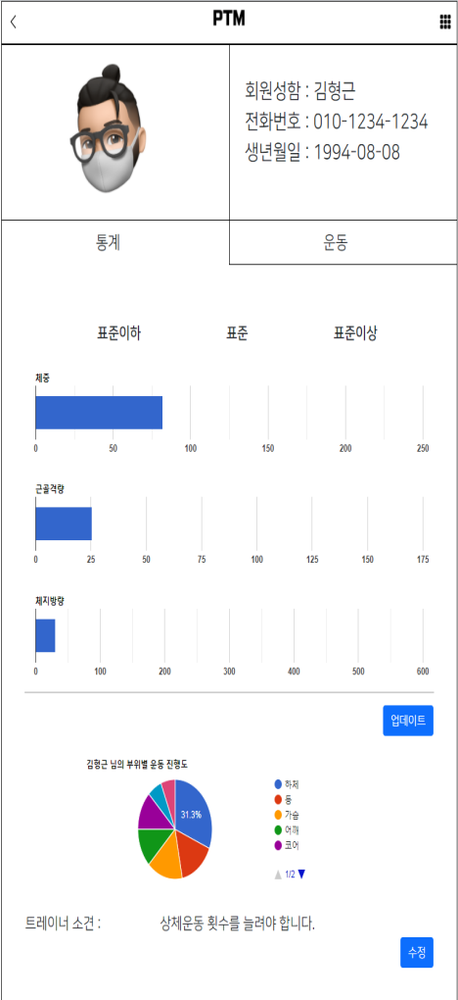 PTM
회원성함 : 김형근
전화번호 : 010-1234-1234
생년월일 : 1994-08-08
통계 운동
표준이하 표준 표준이상
체중
0 50 100 150 200 250
근골격량
0 25 50 75 100 125 150 175
체지방량
0 100 200 300 400 500 600
업데이트
김형근 님의 부위별 운동 진행도
31.3%
하체
등
가슴
어깨
코어
1/2
트레이너 소견 : 상체운동 횟수를 늘려야 합니다.
수정